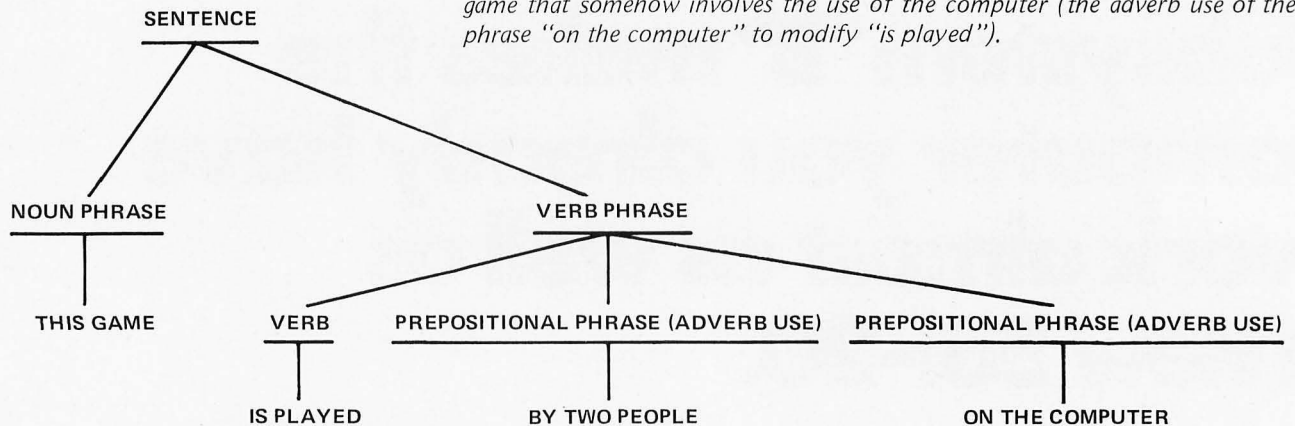 game that somehow involves the use of the computer (the adverb use of the
phrase "on the computer" to modify "is played").
SENTENCE
NOUN PHRASE VERB PHRASE
THIS GAME VERB PREPOSITIONAL PHRASE (ADVERB USE) PREPOSITIONAL PHRASE (ADVERB USE)
IS PLAYED BY TWO PEOPLE ON THE COMPUTER